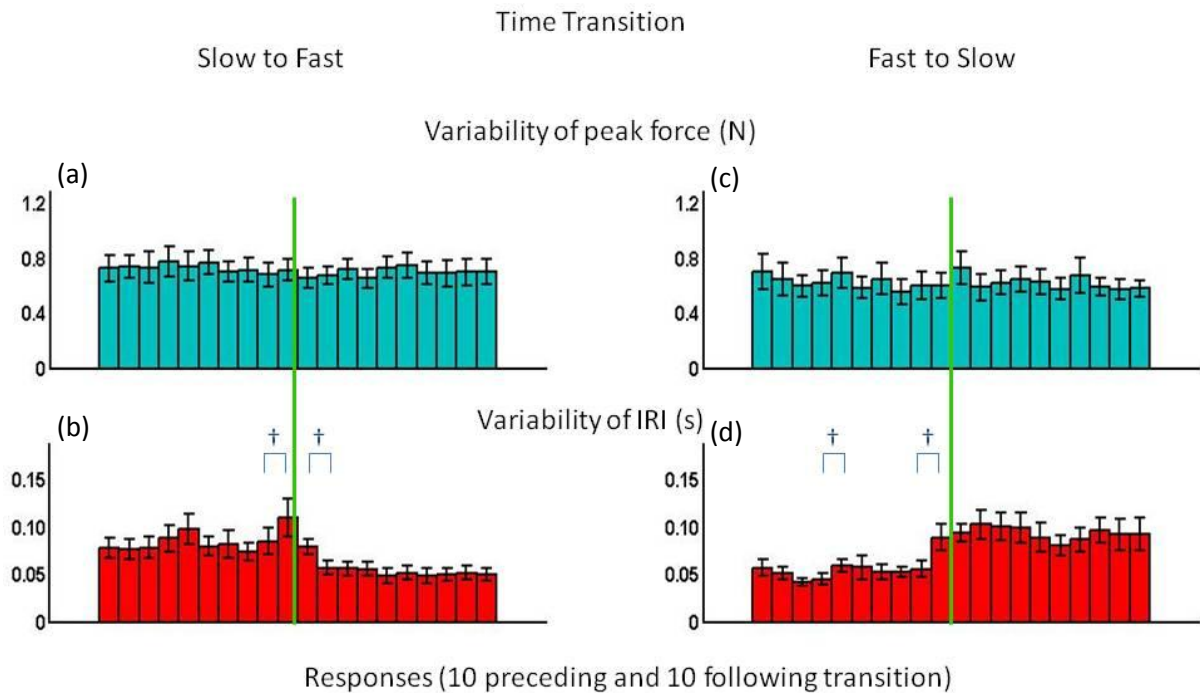 Time Transition
Slow to Fast
Fast to Slow
Variability of peak force (N)
(a)
1.2
0.8
0.4
0
(c)
1.2
0.8
0.4
0
Variability of IRI (s)
(b)
† †
0.15
0.10
0.05
0
(d)
† †
0.15
0.10
0.05
0
Responses (10 preceding and 10 following transition)